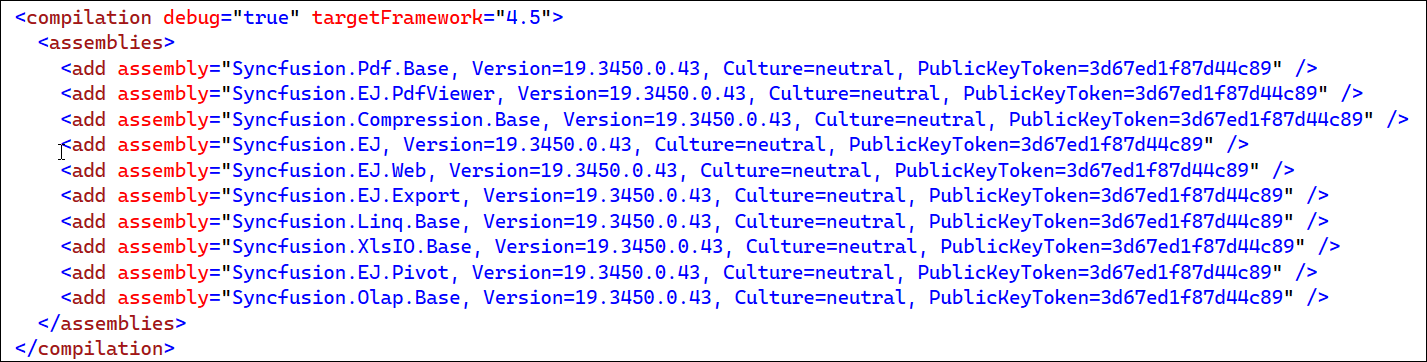 <compilation debug="true" targetFramework="4.5">
<assemblies>
<add assembly="Syncfusion.Pdf.Base, Version=19.3450.0.43, Culture=neutral, PublicKeyToken=3d67ed1f87d44c89" />
<add assembly="Syncfusion.EJ.PdfViewer, Version=19.3450.0.43, Culture=neutral, PublicKeyToken=3d67ed1f87d44c89" />
<add assembly="Syncfusion.Compression.Base, Version=19.3450.0.43, Culture=neutral, PublicKeyToken=3d67ed1f87d44c89" />
<add assembly="Syncfusion.EJ, Version=19.3450.0.43, Culture=neutral, PublicKeyToken=3d67ed1f87d44c89" />
<add assembly="Syncfusion.EJ.Web, Version=19.3450.0.43, Culture=neutral, PublicKeyToken=3d67ed1f87d44c89" />
<add assembly="Syncfusion.EJ.Export, Version=19.3450.0.43, Culture=neutral, PublicKeyToken=3d67ed1f87d44c89" />
<add assembly="Syncfusion.Linq.Base, Version=19.3450.0.43, Culture=neutral, PublicKeyToken=3d67ed1f87d44c89" />
<add assembly="Syncfusion.XlsIO.Base, Version=19.3450.0.43, Culture=neutral, PublicKeyToken=3d67ed1f87d44c89" />
<add assembly="Syncfusion.EJ.Pivot, Version=19.3450.0.43, Culture=neutral, PublicKeyToken=3d67ed1f87d44c89" />
<add assembly="Syncfusion.Olap.Base, Version=19.3450.0.43, Culture=neutral, PublicKeyToken=3d67ed1f87d44c89" />
</assemblies>
</compilation>